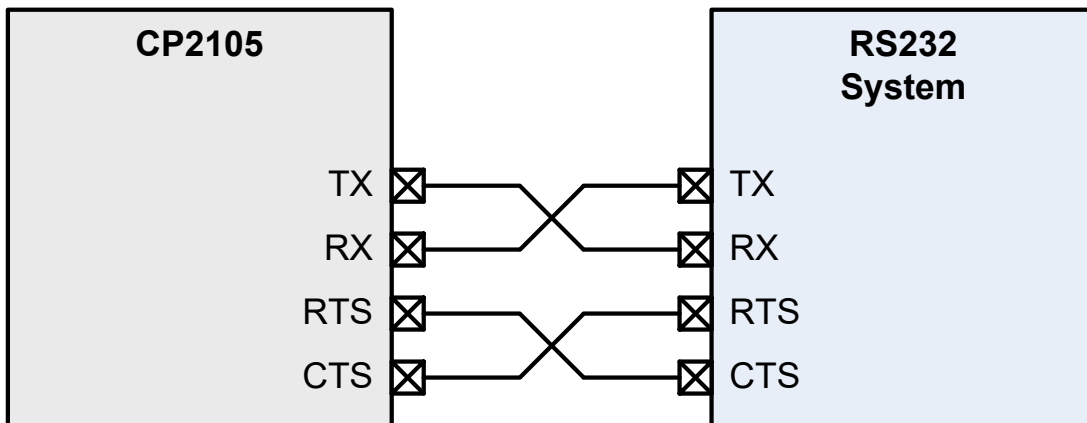 CP2105
RS232
System
TX
RX
RTS
CTS
TX
RX
RTS
CTS